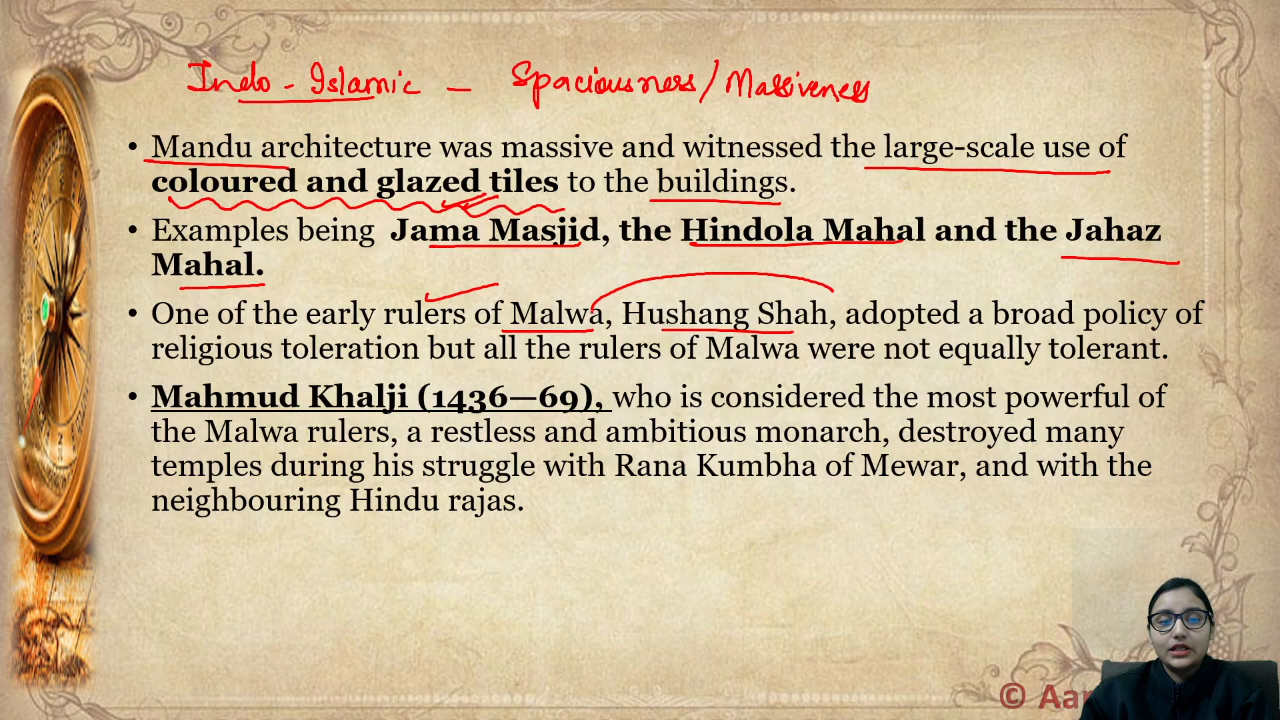 Indo - Islamic - Spaciousness/Massiveness
• Mandu architecture was massive and witnessed the large-scale use of
coloured and glazed tiles to the buildings.
• Examples being Jama Masjid, the Hindola Mahal and the Jahaz
Mahal.
• One of the early rulers of Malwa, Hushang Shah, adopted a broad policy of
religious toleration but all the rulers of Malwa were not equally tolerant.
• Mahmud Khalji (1436—69), who is considered the most powerful of
the Malwa rulers, a restless and ambitious monarch, destroyed many
temples during his struggle with Rana Kumbha of Mewar, and with the
neighbouring Hindu rajas.
©